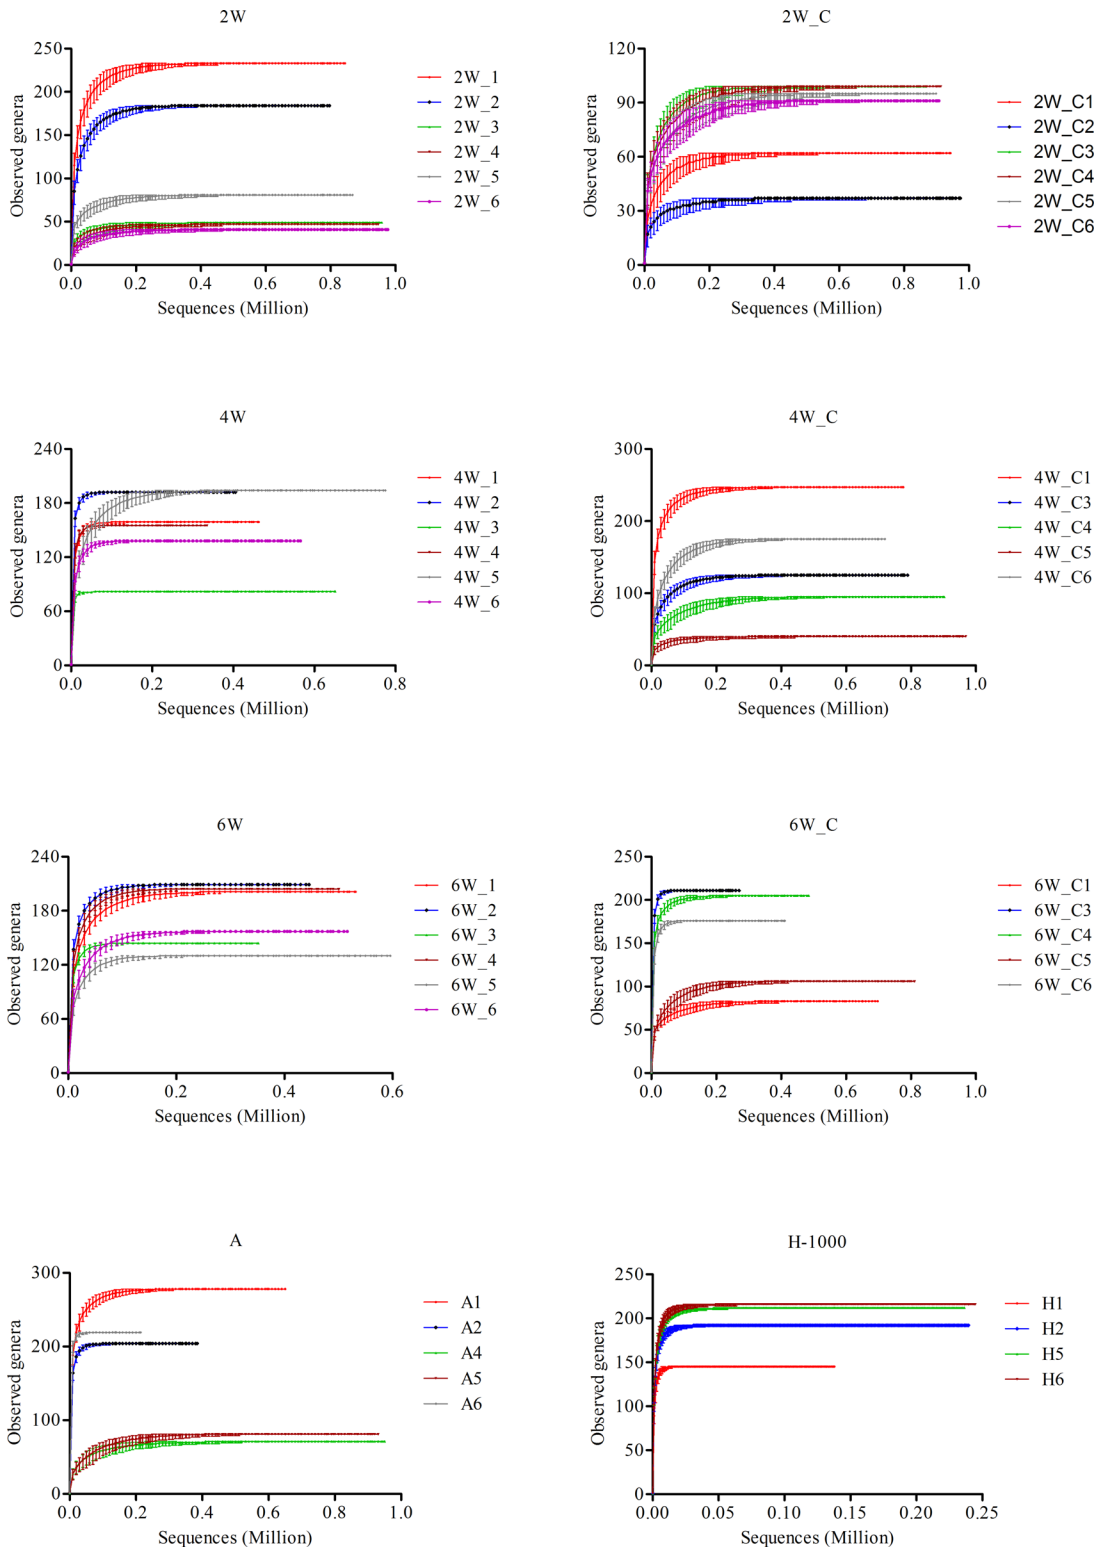 2W
Observed genera
250
200
150
100
50
0
0.0 0.2 0.4 0.6 0.8 1.0
Sequences (Million)
2W_1
2W_2
2W_3
2W_4
2W_5
2W_6
2W_C
Observed genera
120
90
60
30
0
0.0 0.2 0.4 0.6 0.8 1.0
Sequences (Million)
2W_C1
2W_C2
2W_C3
2W_C4
2W_C5
2W_C6
4W
Observed genera
240
180
120
60
0
0.0 0.2 0.4 0.6 0.8
Sequences (Million)
4W_1
4W_2
4W_3
4W_4
4W_5
4W_6
4W_C
Observed genera
300
200
100
0
0.0 0.2 0.4 0.6 0.8 1.0
Sequences (Million)
4W_C1
4W_C3
4W_C4
4W_C5
4W_C6
6W
Observed genera
240
180
120
60
0
0.0 0.2 0.4 0.6
Sequences (Million)
6W_1
6W_2
6W_3
6W_4
6W_5
6W_6
6W_C
Observed genera
250
200
150
100
50
0
0.0 0.2 0.4 0.6 0.8 1.0
Sequences (Million)
6W_C1
6W_C3
6W_C4
6W_C5
6W_C6
A
Observed genera
300
200
100
0
0.0 0.2 0.4 0.6 0.8 1.0
Sequences (Million)
A1
A2
A4
A5
A6
H-1000
Observed genera
250
200
150
100
50
0
0.00 0.05 0.10 0.15 0.20 0.25
Sequences (Million)
H1
H2
H5
H6